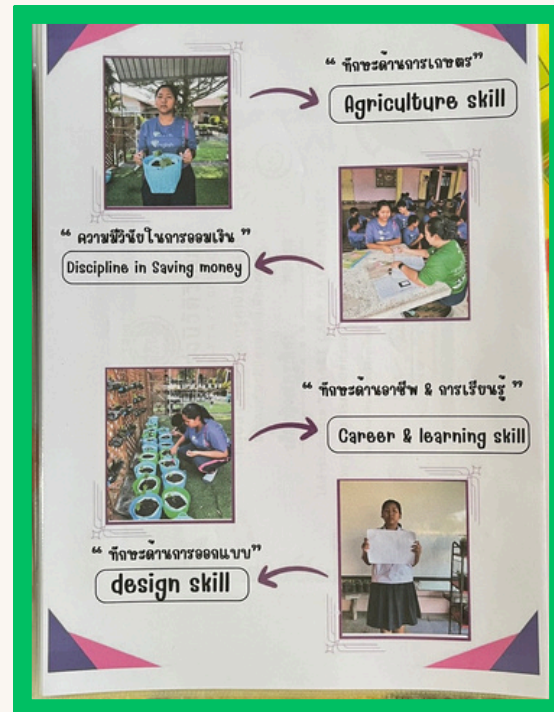 “ ทักษะด้านการเกษตร”
Agriculture skill
“ ความมีวินัยในการออมเงิน ”
Discipline in Saving money
“ ทักษะด้านอาชีพ & การเรียนรู้ ”
Career & learning skill
“ ทักษะด้านการออกแบบ”
design skill